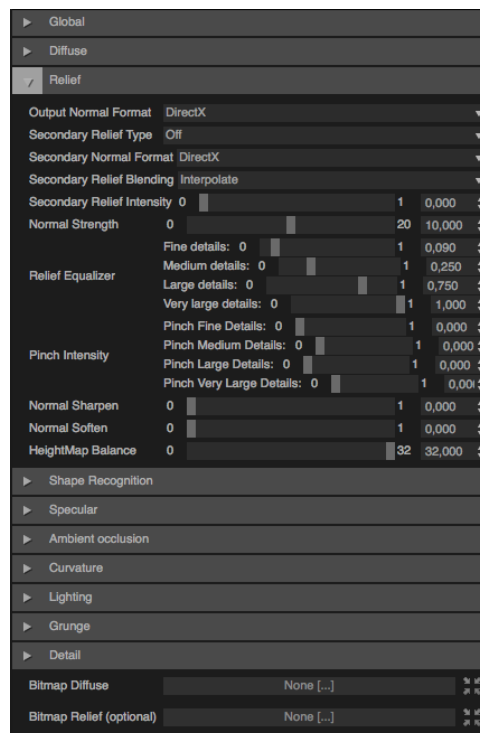 Global
Diffuse
Relief
Output Normal Format DirectX
Secondary Relief Type Off
Secondary Normal Format DirectX
Secondary Relief Blending Interpolate
Secondary Relief Intensity 0 1 0,000
Normal Strength 0 20 10,000
Relief Equalizer
Fine details: 0 1 0,090
Medium details: 0 1 0,250
Large details: 0 1 0,750
Very large details: 0 1 1,000
Pinch Intensity
Pinch Fine Details: 0 1 0,000
Pinch Medium Details: 0 1 0,000
Pinch Large Details: 0 1 0,000
Pinch Very Large Details: 0 1 0,00
Normal Sharpen 0 1 0,000
Normal Soften 0 1 0,000
HeightMap Balance 0 32 32,000
Shape Recognition
Specular
Ambient occlusion
Curvature
Lighting
Grunge
Detail
Bitmap Diffuse None [...]
Bitmap Relief (optional) None [...]